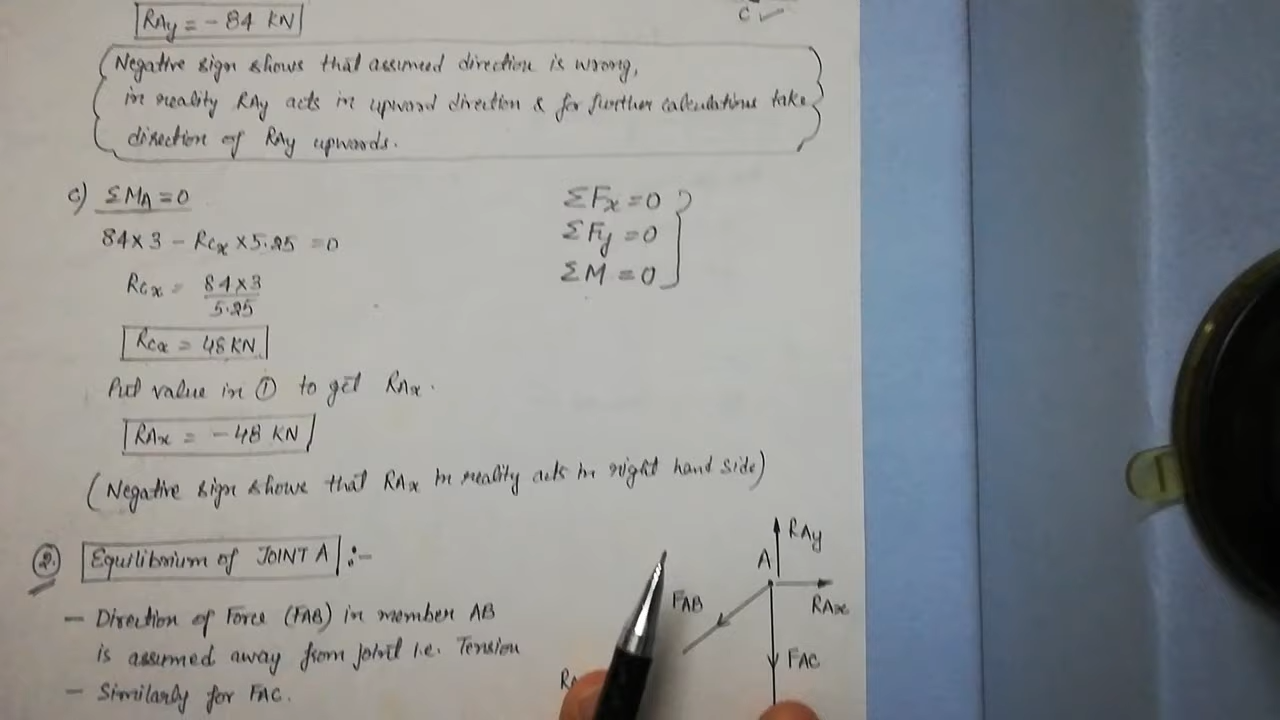 RAy = - 84 KN
C ✓
Negative sign shows that assumeed direction is wrong,
in reality RAy acts in upward direction & for further calculations take
direction of RAy upwards.
c) ΣMA = 0
84 × 3 - Rcx × 5.25 = 0
Rcx = 84 × 3
5.25
Rcx = 48 KN
Put value in ① to get RAx.
RAx = - 48 KN
(Negative sign shows that RAx in reality acts in right hand side)
ΣFx = 0
ΣFy = 0
ΣM = 0
2. Equilibrium of JOINT A :-
- Direction of Force (FAB) in member AB
is assumed away from joint i.e. Tension
- Similarly for FAC.
RAy
A
RAx
FAB
FAC